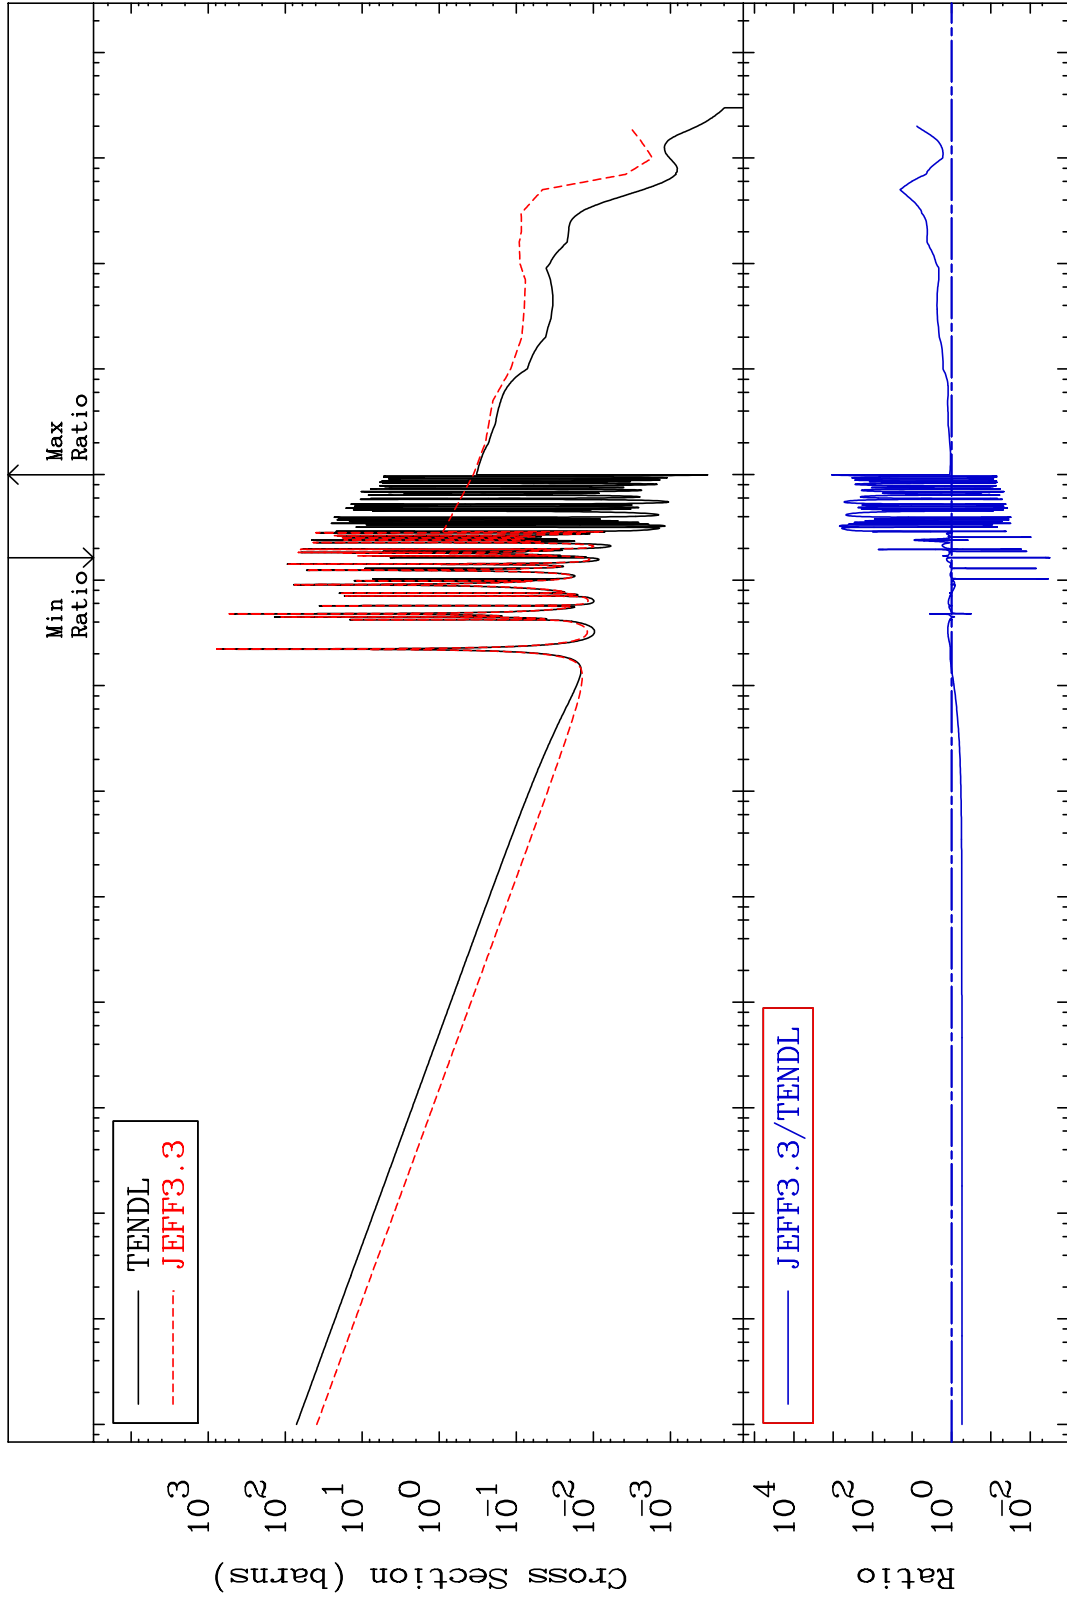 Min
Ratio
Max
Ratio
TENDL
JEFF3.3
10^3
10^2
10^1
10^0
10^-1
10^-2
10^-3
Cross Section (barns)
JEFF3.3/TENDL
10^4
10^2
10^0
10^-2
Ratio